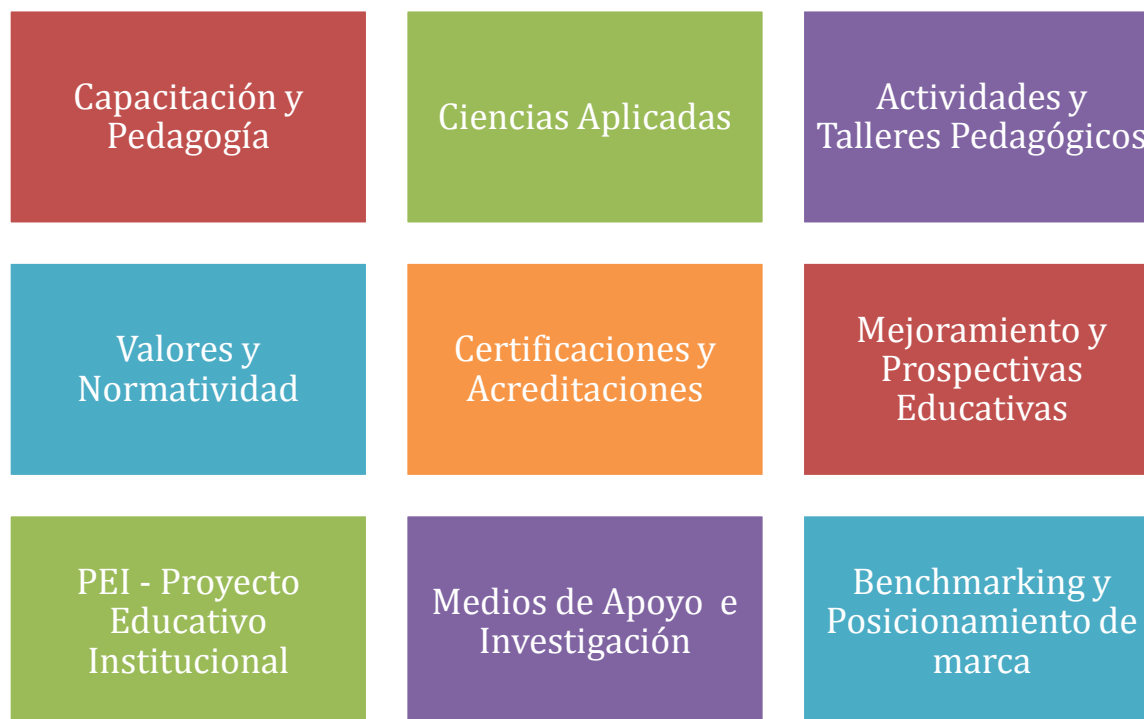 Capacitación y
Pedagogía
Ciencias Aplicadas
Actividades y
Talleres Pedagógicos
Valores y
Normatividad
Certificaciones y
Acreditaciones
Mejoramiento y
Prospectivas
Educativas
PEI - Proyecto
Educativo
Institucional
Medios de Apoyo  e
Investigación
Benchmarking y
Posicionamiento de
marca